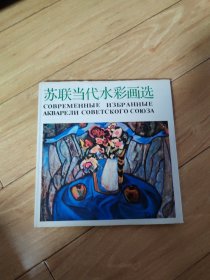 苏联当代水彩画选
СОВРЕМЕННЫЕ ИЗБРАННЫЕ
АКВАРЕЛИ СОВЕТСКОГО СОЮЗА